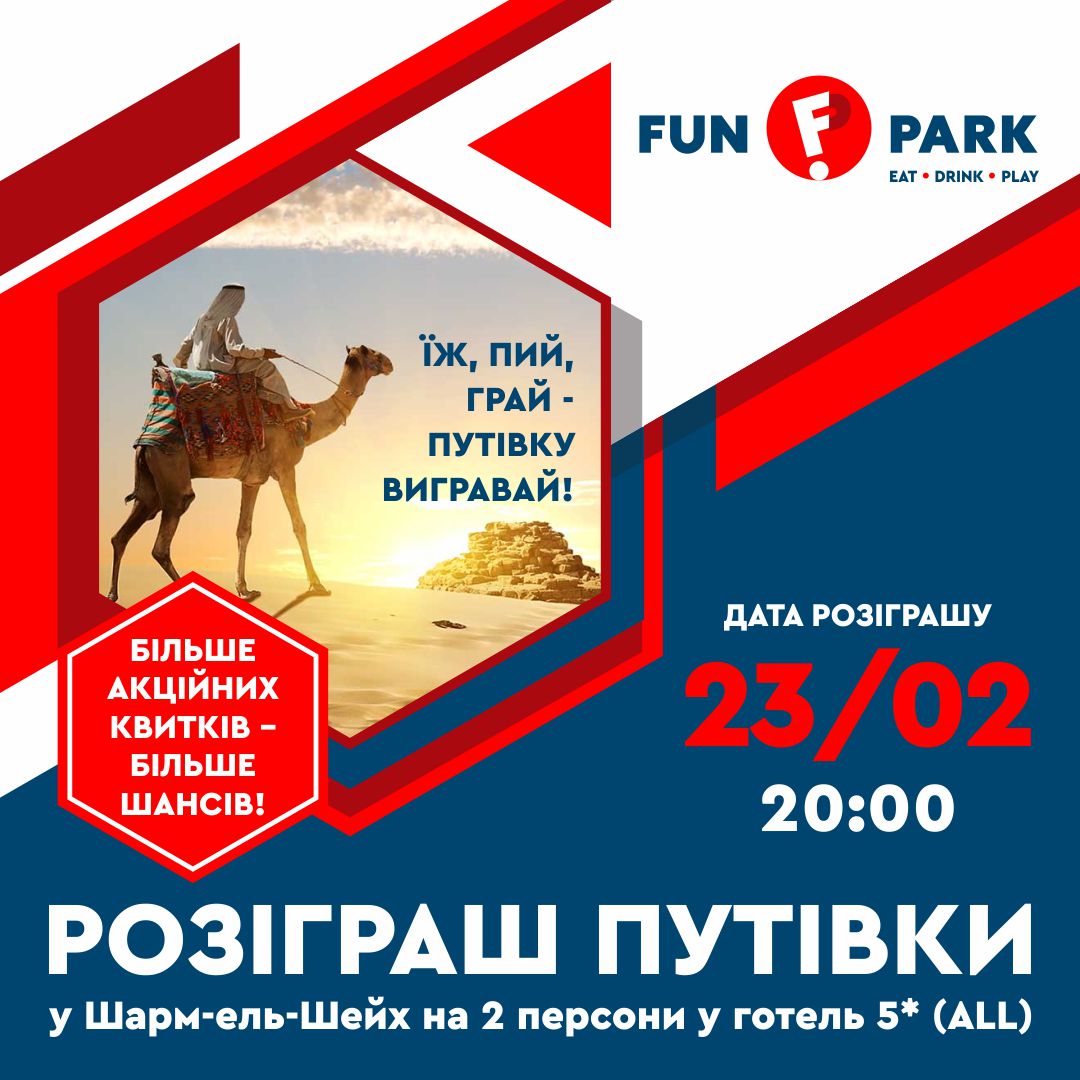 FUN FP PARK
EAT • DRINK • PLAY
ЇЖ, ПИЙ,
ГРАЙ -
ПУТІВКУ
ВИГРАВАЙ!
БІЛЬШЕ
АКЦІЙНИХ
КВИТКІВ –
БІЛЬШЕ
ШАНСІВ!
ДАТА РОЗІГРАШУ
23/02
20:00
РОЗІГРАШ ПУТІВКИ
у Шарм-ель-Шейх на 2 персони у готель 5* (ALL)